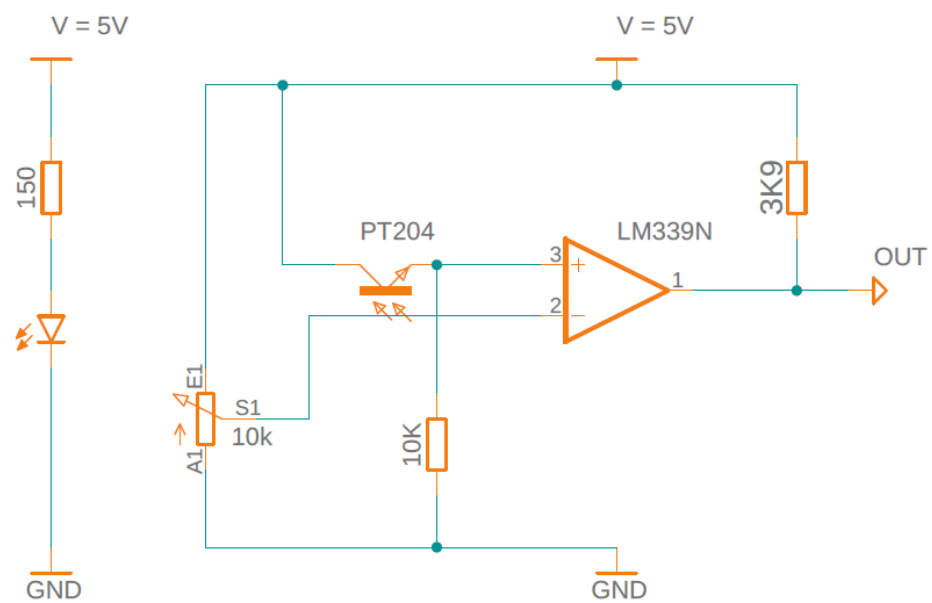 V = 5V
V = 5V
150
3K9
PT204
LM339N
3
+
1
OUT
2
−
E1
S1
10k
A1
10K
GND
GND